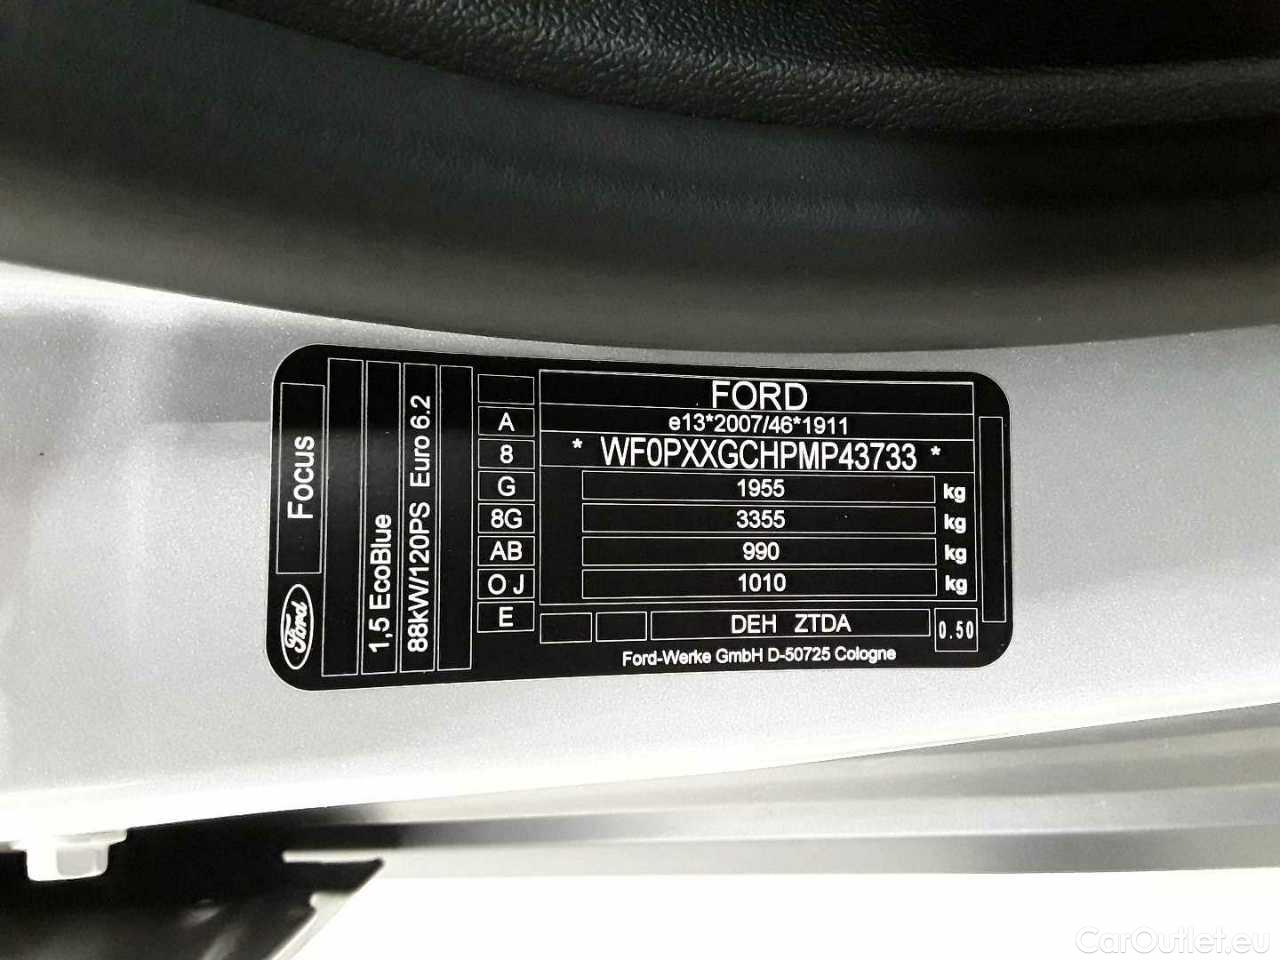 Focus
Ford
1,5 EcoBlue
88kW/120PS Euro 6.2
A
8
G
8G
AB
O J
E
FORD
e13*2007/46*1911
* WF0PXXGCHPMP43733 *
1955 kg
3355 kg
990 kg
1010 kg
DEH ZTDA
0.50
Ford-Werke GmbH D-50725 Cologne
CarOutlet.eu